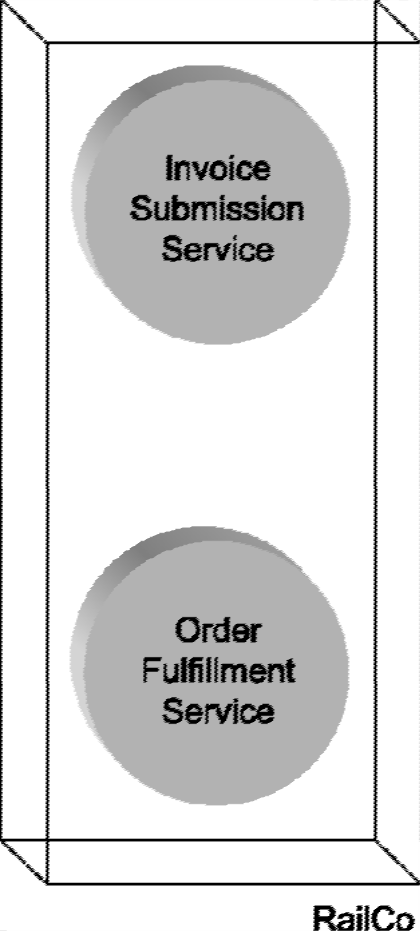 Invoice
Submission
Service
Order
Fulfillment
Service
RailCo